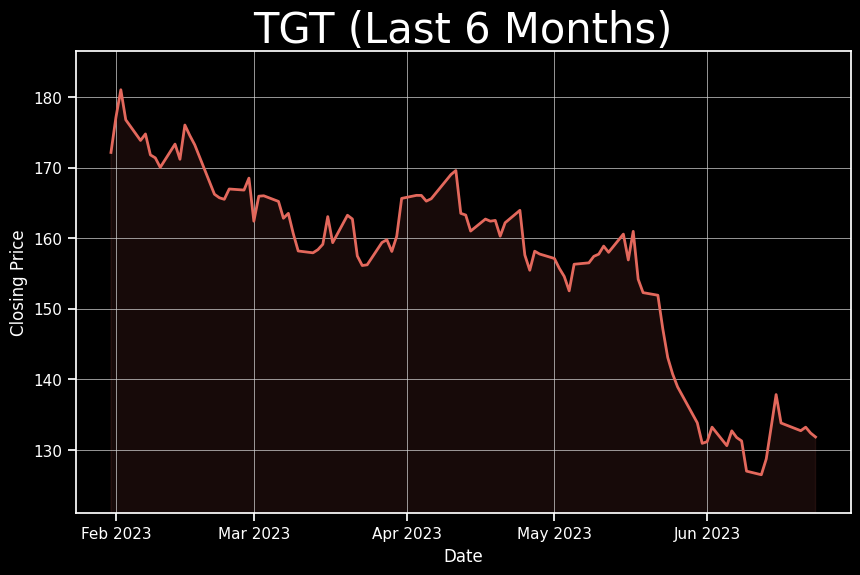 TGT (Last 6 Months)
180
170
160
150
140
130
Closing Price
Feb 2023
Mar 2023
Apr 2023
May 2023
Jun 2023
Date